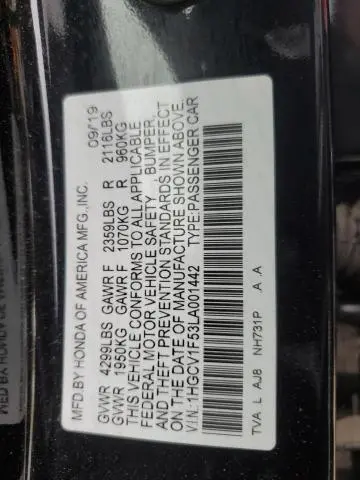 MFD BY HONDA OF AMERICA MFG.,INC. 09/19
GVWR 4299LBS GAWR F 2359LBS R 2116LBS
GVWR 1950KG GAWR F 1070KG R 960KG
THIS VEHICLE CONFORMS TO ALL APPLICABLE
FEDERAL MOTOR VEHICLE SAFETY BUMPER,
AND THEFT PREVENTION STANDARDS IN EFFECT
ON THE DATE OF MANUFACTURE SHOWN ABOVE.
V.I.N.:1HGCV1F53LA001442 TYPE:PASSENGER CAR
TVA L AJ8 NH731P .A .A